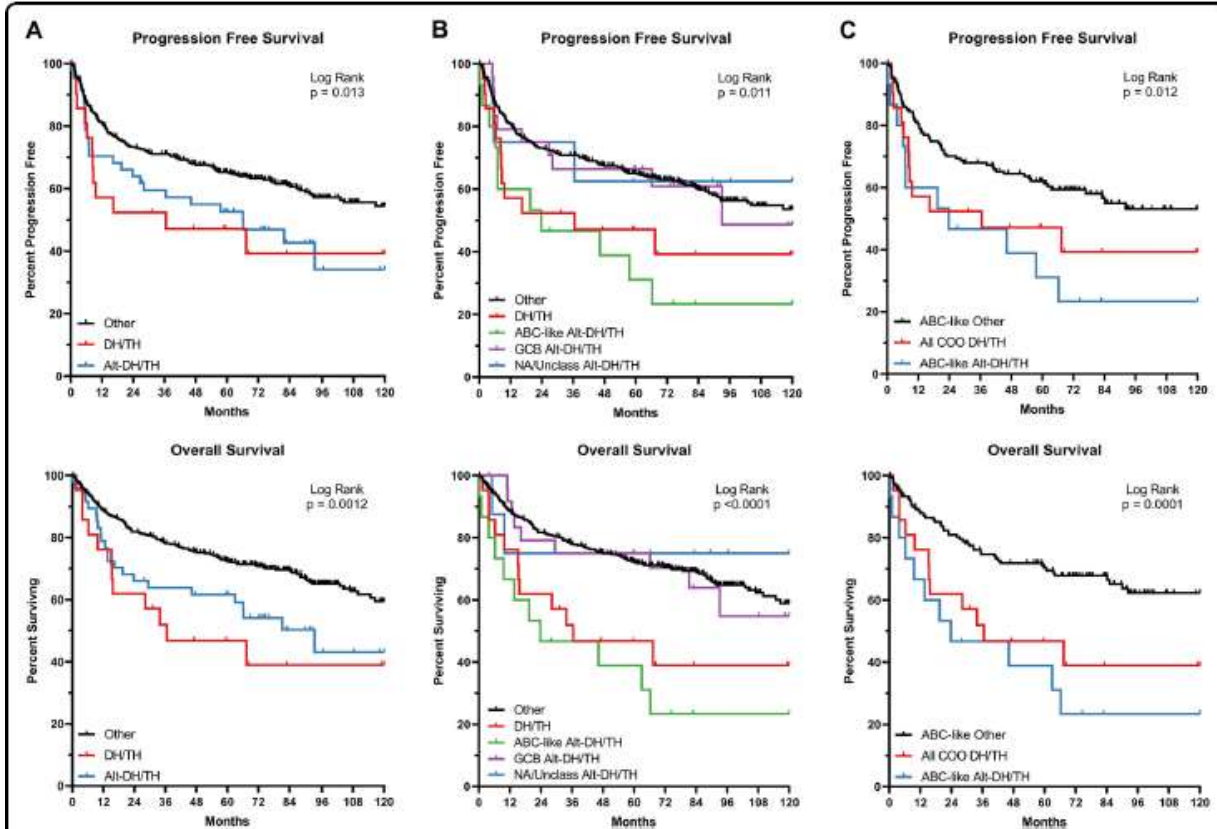 A
Progression Free Survival
Log Rank
p = 0.013
Percent Progression Free
100
80
60
40
20
0
Other
DH/TH
Alt-DH/TH
0 12 24 36 48 60 72 84 96 108 120
Months
B
Progression Free Survival
Log Rank
p = 0.011
Percent Progression Free
100
80
60
40
20
0
Other
DH/TH
ABC-like Alt-DH/TH
GCB Alt-DH/TH
NA/Unclass Alt-DH/TH
0 12 24 36 48 60 72 84 96 108 120
Months
C
Progression Free Survival
Log Rank
p = 0.012
Percent Progression Free
100
80
60
40
20
0
ABC-like Other
All COO DH/TH
ABC-like Alt-DH/TH
0 12 24 36 48 60 72 84 96 108 120
Months
Overall Survival
Log Rank
p = 0.0012
Percent Survivng
100
80
60
40
20
0
Other
DH/TH
Alt-DH/TH
0 12 24 36 48 60 72 84 96 108 120
Months
Overall Survival
Log Rank
p <0.0001
Percent Survivng
100
80
60
40
20
0
Other
DH/TH
ABC-like Alt-DH/TH
GCB Alt-DH/TH
NA/Unclass Alt-DH/TH
0 12 24 36 48 60 72 84 96 108 120
Months
Overall Survival
Log Rank
p = 0.0001
Percent Survivng
100
80
60
40
20
0
ABC-like Other
All COO DH/TH
ABC-like Alt-DH/TH
0 12 24 36 48 60 72 84 96 108 120
Months